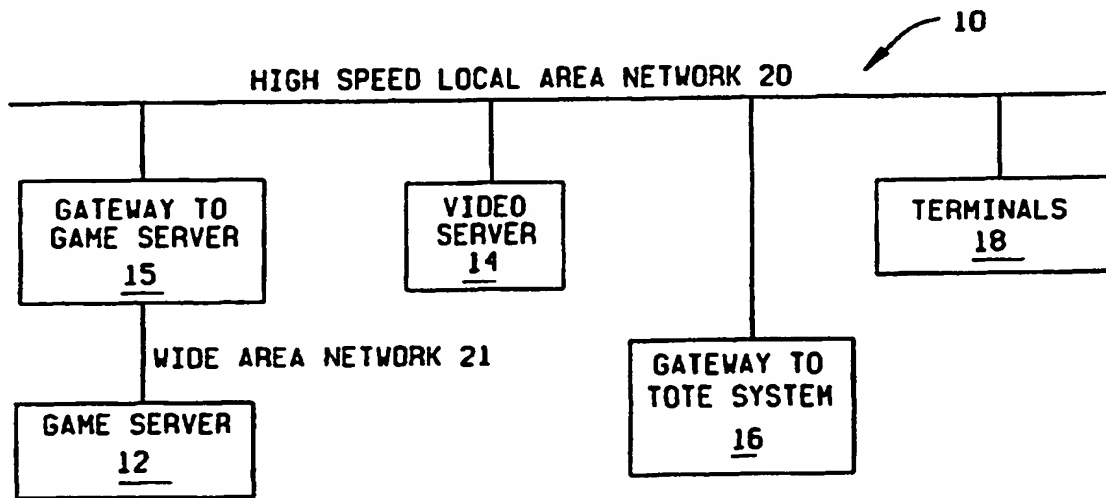 10
HIGH SPEED LOCAL AREA NETWORK 20
GATEWAY TO
GAME SERVER
15
VIDEO
SERVER
14
TERMINALS
18
WIDE AREA NETWORK 21
GATEWAY TO
TOTE SYSTEM
16
GAME SERVER
12